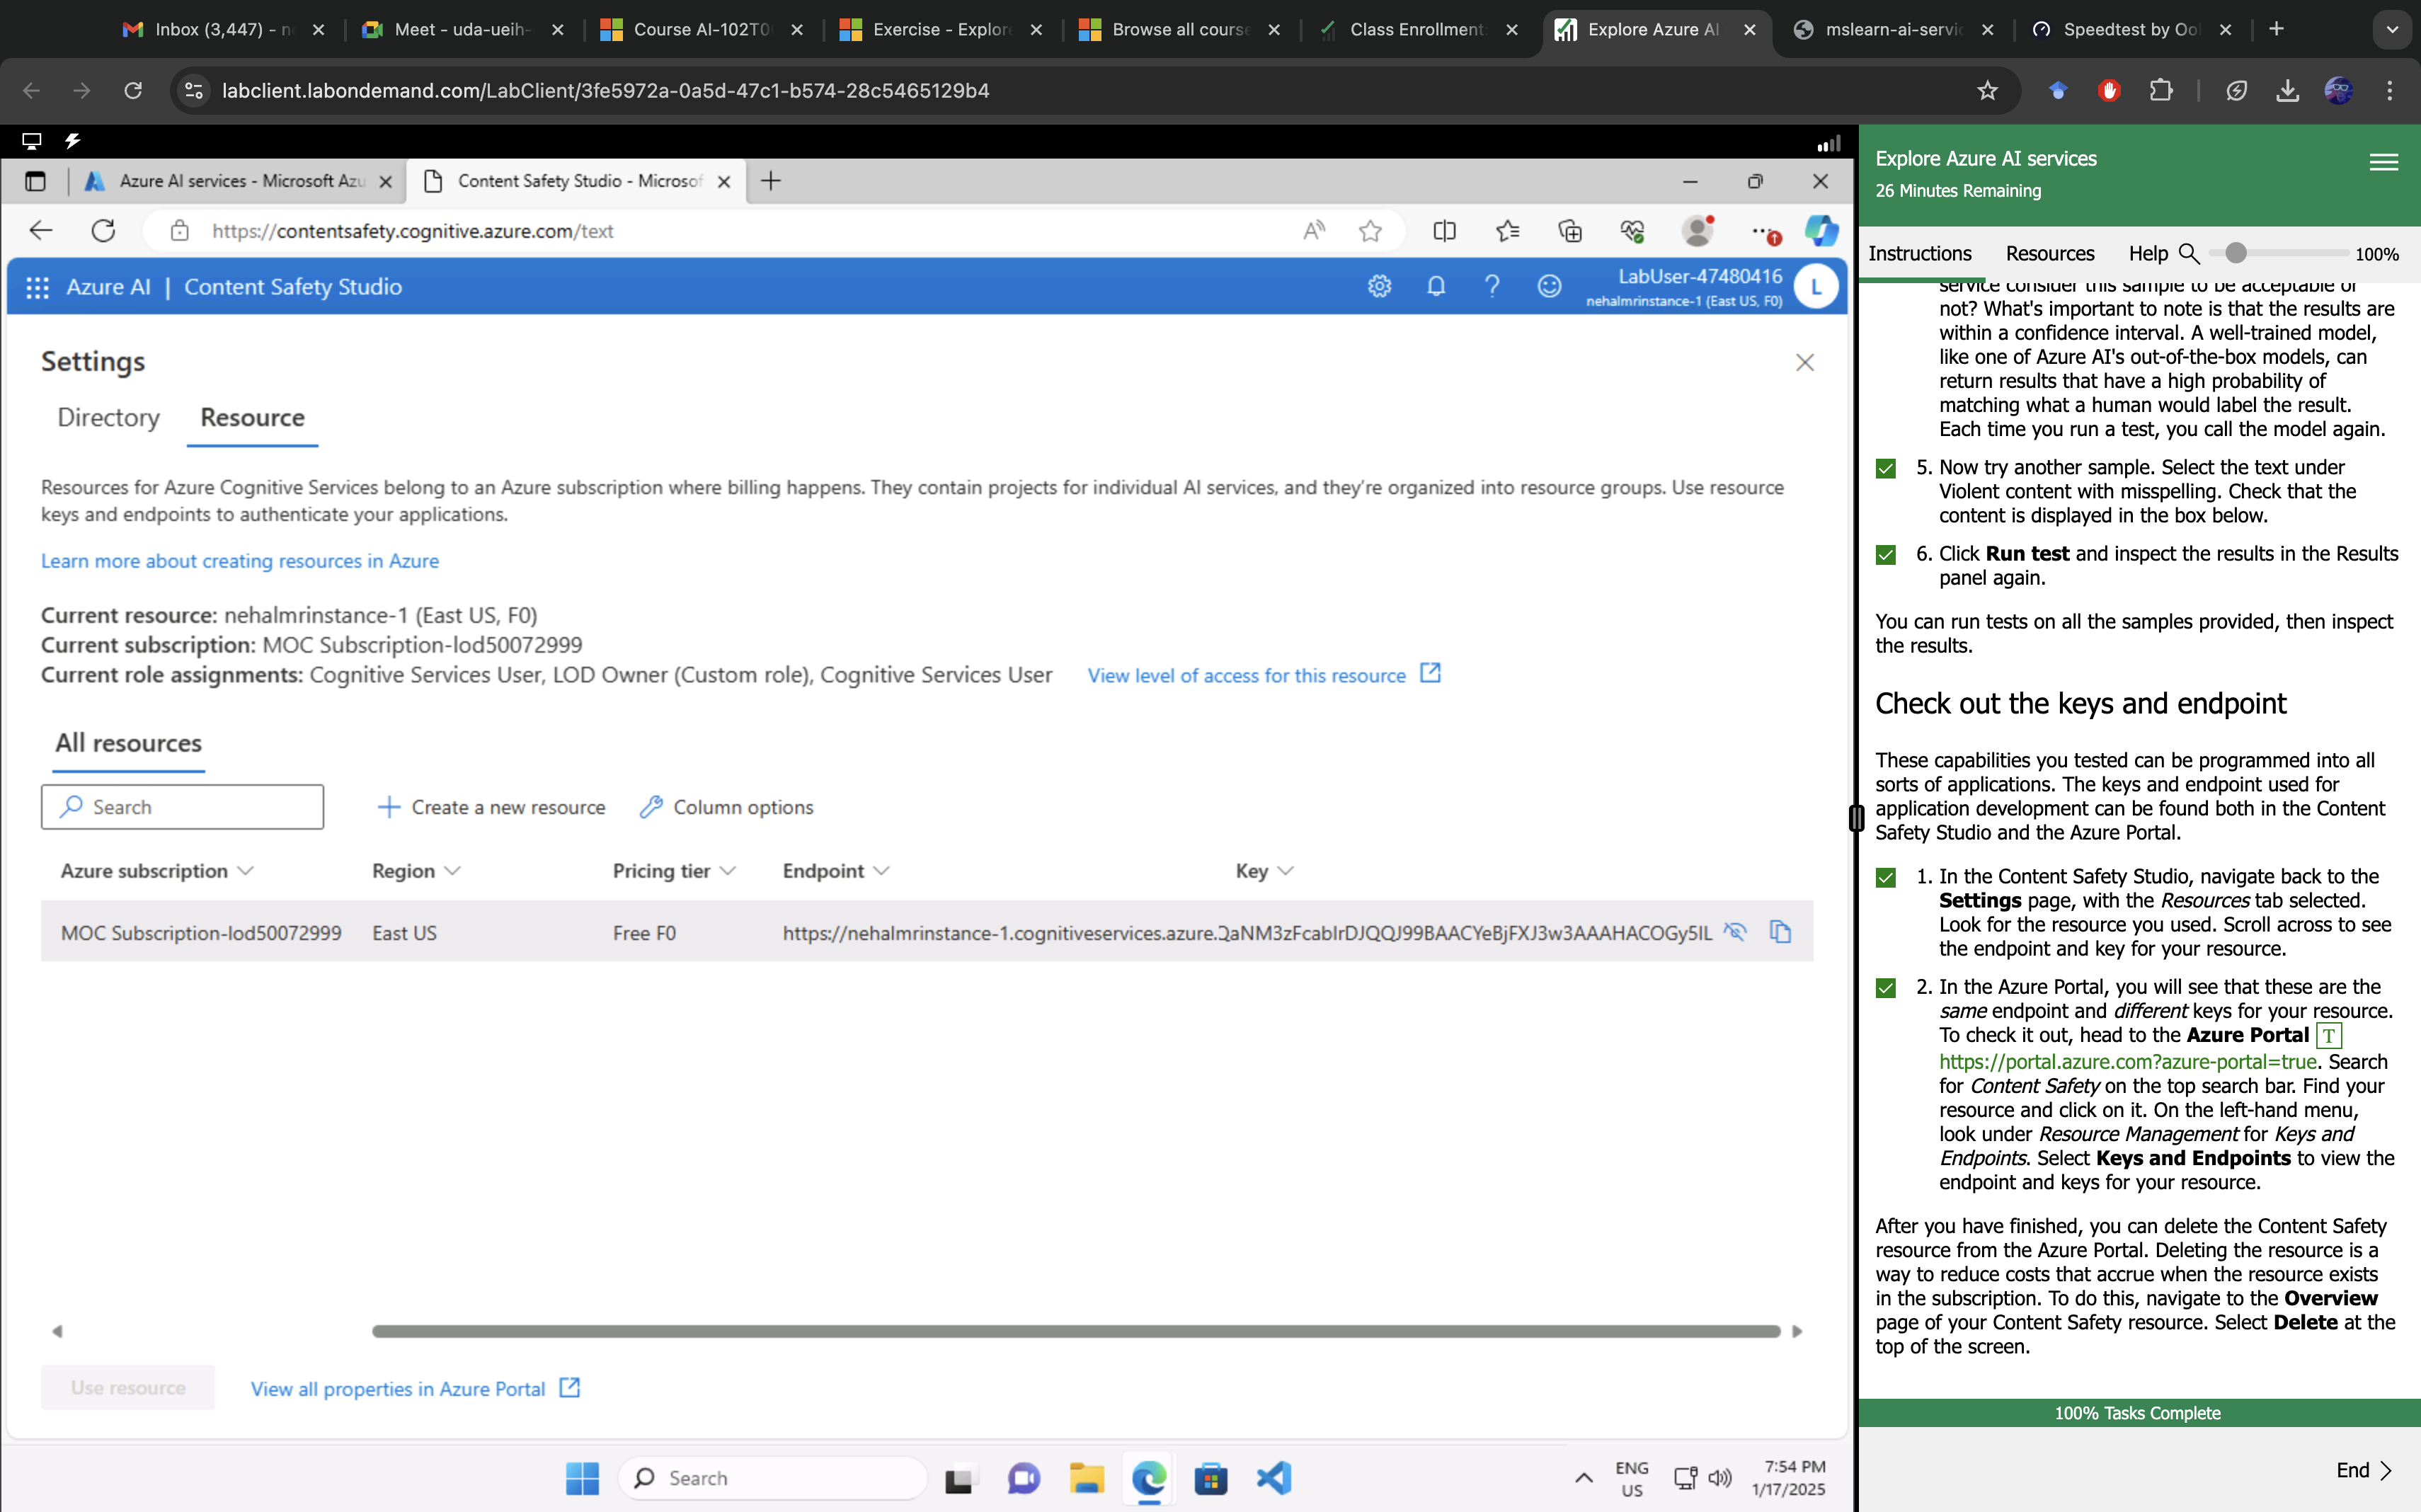 Inbox (3,447) - n
Meet - uda-ueih-
Course AI-102T0
Exercise - Explor
Browse all course
Class Enrollment
Explore Azure AI
mslearn-ai-servic
Speedtest by Ool
labclient.labondemand.com/LabClient/3fe5972a-0a5d-47c1-b574-28c5465129b4
Azure AI services - Microsoft Azu
Content Safety Studio - Microsof
https://contentsafety.cognitive.azure.com/text
Azure AI | Content Safety Studio
LabUser-47480416
nehalmrinstance-1 (East US, F0)
L
Settings
Directory
Resource
Resources for Azure Cognitive Services belong to an Azure subscription where billing happens. They contain projects for individual AI services, and they're organized into resource groups. Use resource
keys and endpoints to authenticate your applications.
Learn more about creating resources in Azure
Current resource: nehalmrinstance-1 (East US, F0)
Current subscription: MOC Subscription-lod50072999
Current role assignments: Cognitive Services User, LOD Owner (Custom role), Cognitive Services User
View level of access for this resource
All resources
Search
Create a new resource
Column options
Azure subscription
Region
Pricing tier
Endpoint
Key
MOC Subscription-lod50072999
East US
Free F0
https://nehalmrinstance-1.cognitiveservices.azure.
Use resource
View all properties in Azure Portal
Search
ENG
US
7:54 PM
1/17/2025
Explore Azure AI services
26 Minutes Remaining
Instructions
Resources
Help
100%
service consider this sample to be acceptable or
not? What's important to note is that the results are
within a confidence interval. A well-trained model,
like one of Azure AI's out-of-the-box models, can
return results that have a high probability of
matching what a human would label the result.
Each time you run a test, you call the model again.
5. Now try another sample. Select the text under
Violent content with misspelling. Check that the
content is displayed in the box below.
6. Click Run test and inspect the results in the Results
panel again.
You can run tests on all the samples provided, then inspect
the results.
Check out the keys and endpoint
These capabilities you tested can be programmed into all
sorts of applications. The keys and endpoint used for
application development can be found both in the Content
Safety Studio and the Azure Portal.
1. In the Content Safety Studio, navigate back to the
Settings page, with the Resources tab selected.
Look for the resource you used. Scroll across to see
the endpoint and key for your resource.
2. In the Azure Portal, you will see that these are the
same endpoint and different keys for your resource.
To check it out, head to the Azure Portal T
https://portal.azure.com?azure-portal=true. Search
for Content Safety on the top search bar. Find your
resource and click on it. On the left-hand menu,
look under Resource Management for Keys and
Endpoints. Select Keys and Endpoints to view the
endpoint and keys for your resource.
After you have finished, you can delete the Content Safety
resource from the Azure Portal. Deleting the resource is a
way to reduce costs that accrue when the resource exists
in the subscription. To do this, navigate to the Overview
page of your Content Safety resource. Select Delete at the
top of the screen.
100% Tasks Complete
End